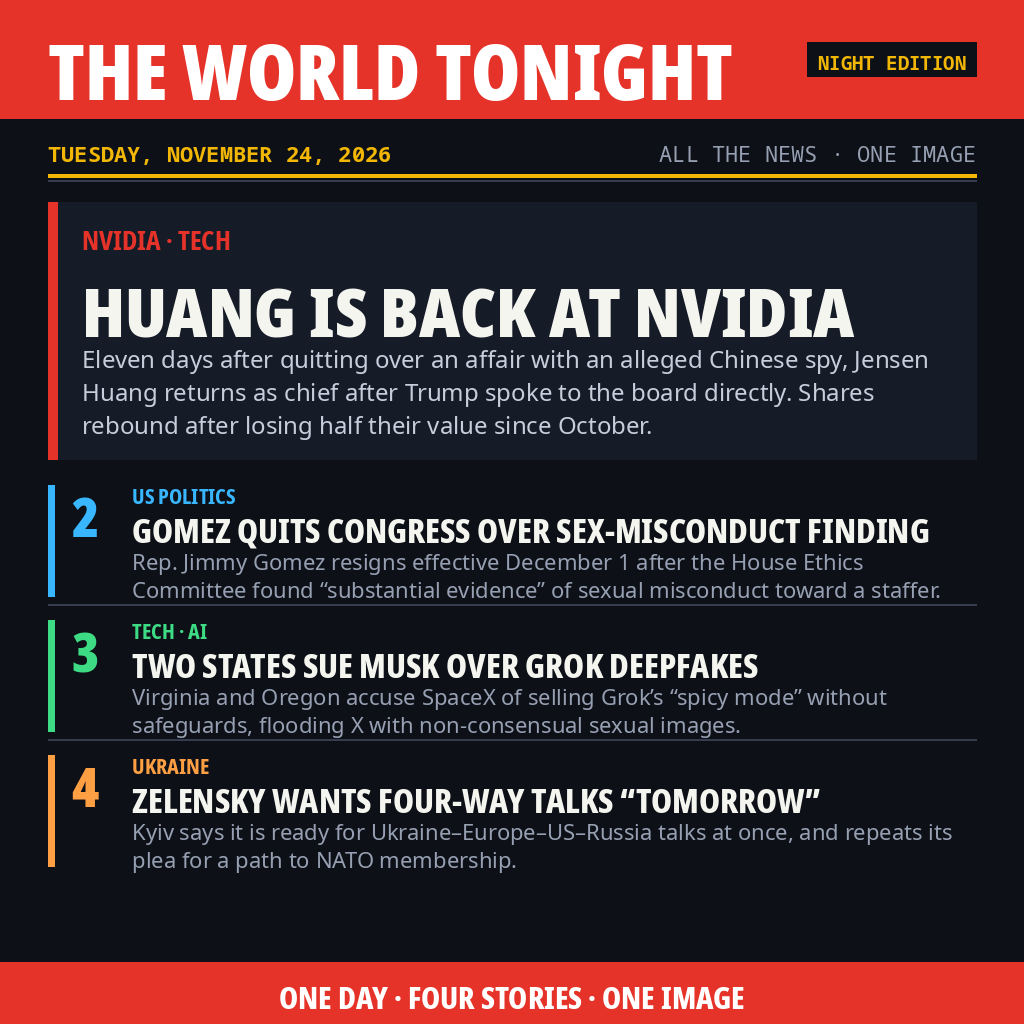 THE WORLD TONIGHT
NIGHT EDITION
TUESDAY, NOVEMBER 24, 2026
ALL THE NEWS · ONE IMAGE
NVIDIA · TECH
HUANG IS BACK AT NVIDIA
Eleven days after quitting over an affair with an alleged Chinese spy, Jensen
Huang returns as chief after Trump spoke to the board directly. Shares
rebound after losing half their value since October.
2
US POLITICS
GOMEZ QUITS CONGRESS OVER SEX-MISCONDUCT FINDING
Rep. Jimmy Gomez resigns effective December 1 after the House Ethics
Committee found “substantial evidence” of sexual misconduct toward a staffer.
3
TECH · AI
TWO STATES SUE MUSK OVER GROK DEEPFAKES
Virginia and Oregon accuse SpaceX of selling Grok’s “spicy mode” without
safeguards, flooding X with non-consensual sexual images.
4
UKRAINE
ZELENSKY WANTS FOUR-WAY TALKS “TOMORROW”
Kyiv says it is ready for Ukraine–Europe–US–Russia talks at once, and repeats its
plea for a path to NATO membership.
ONE DAY · FOUR STORIES · ONE IMAGE